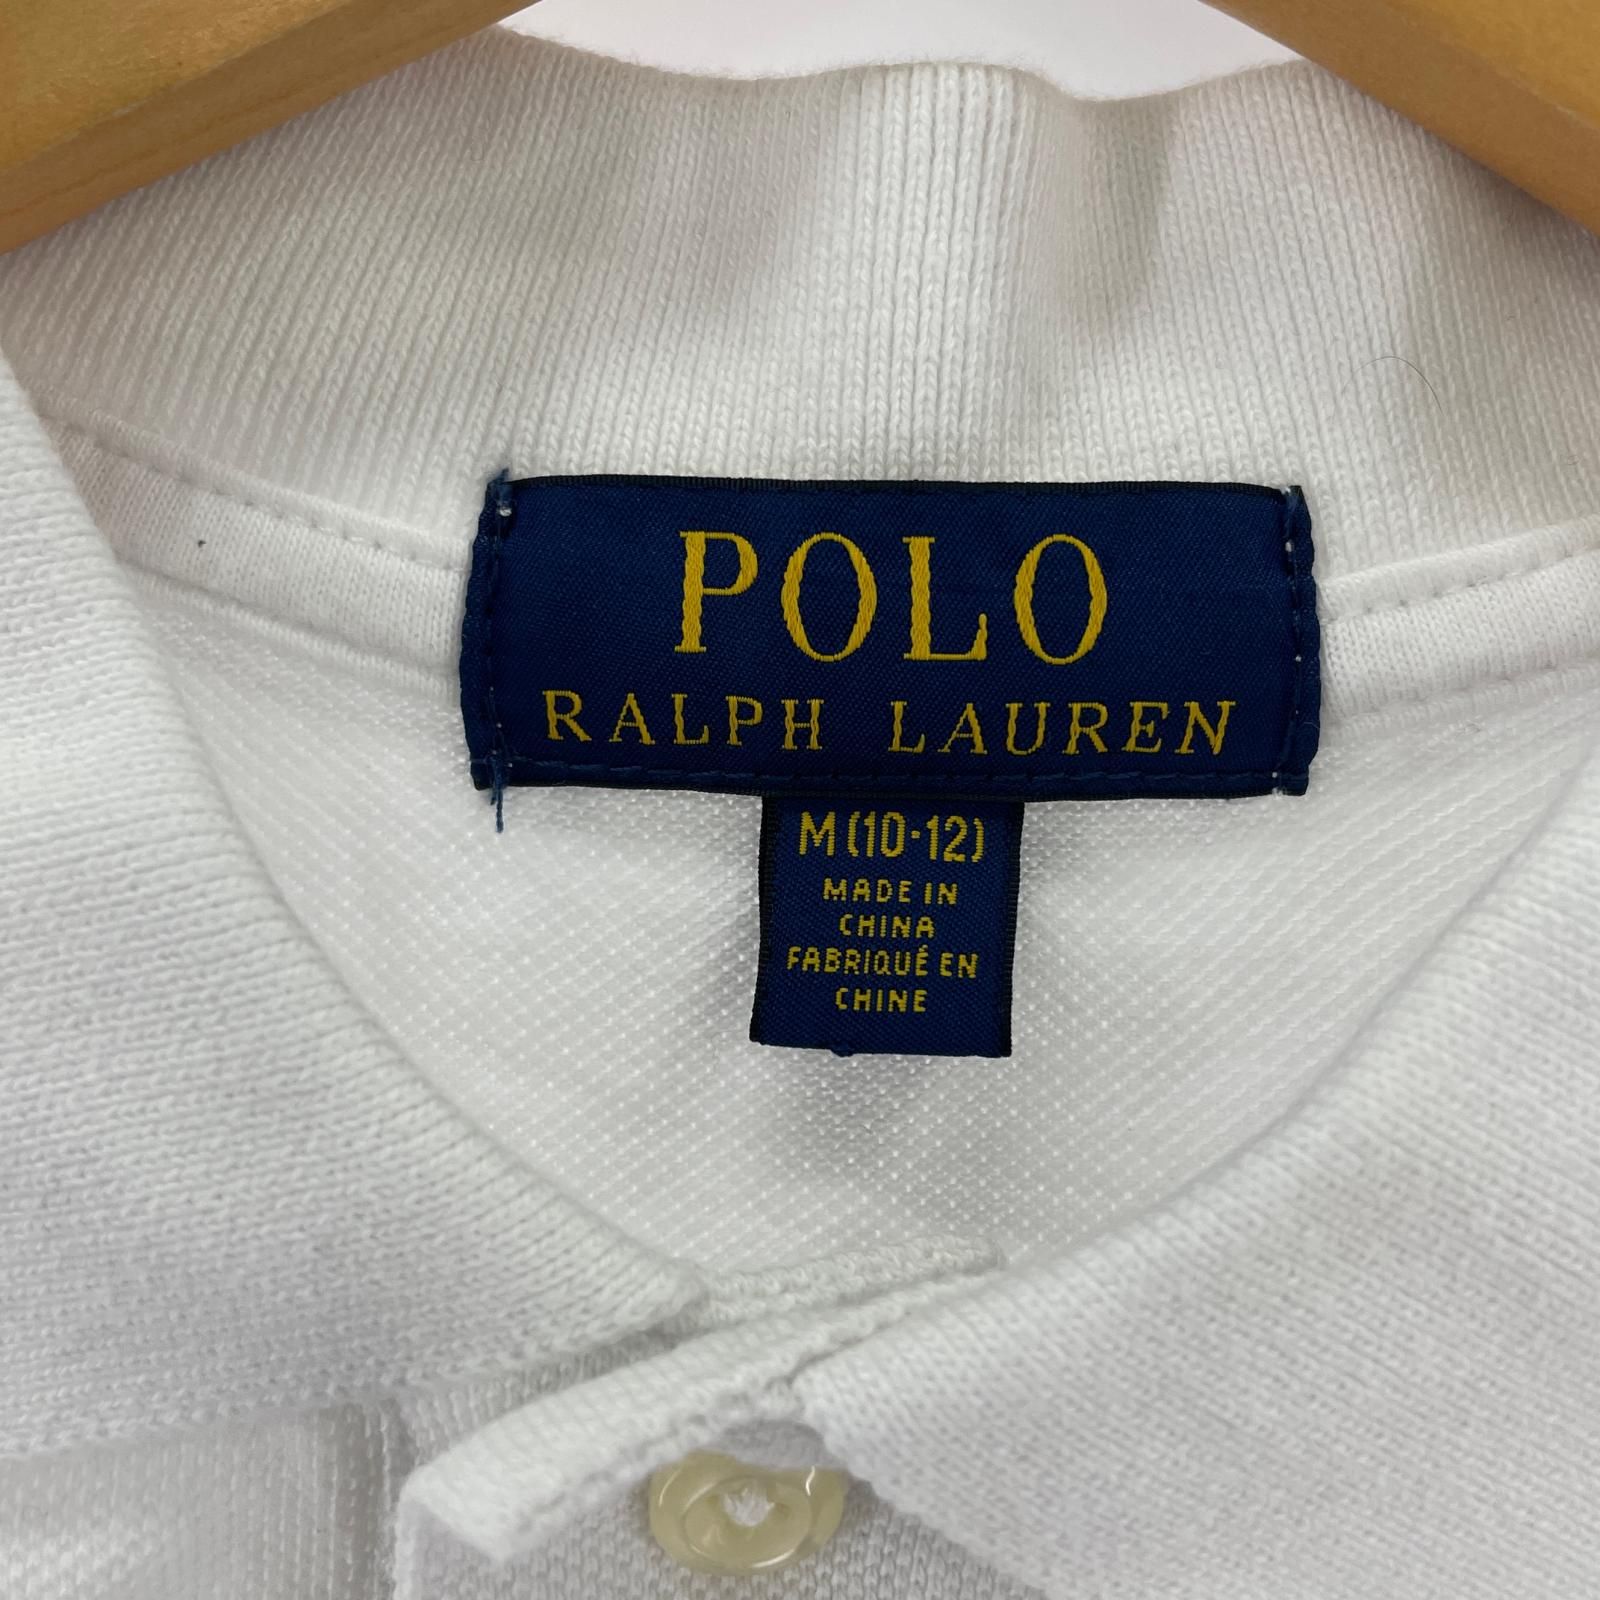 POLO
RALPH LAUREN
M(10-12)
MADE IN
CHINA
FABRIQUÉ EN
CHINE